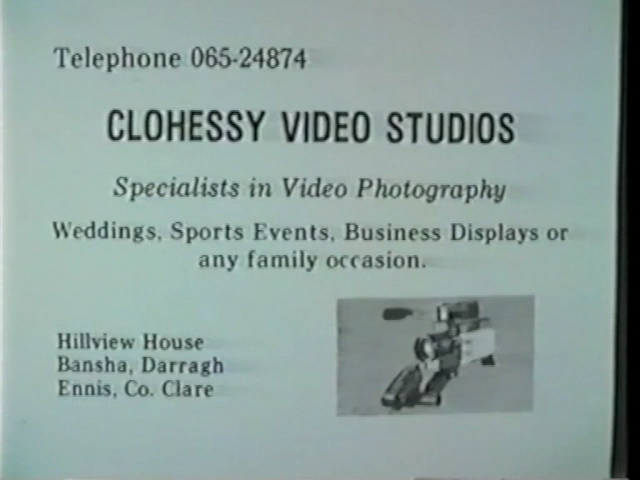 Telephone 065-24874
CLOHESSY VIDEO STUDIOS
Specialists in Video Photography
Weddings, Sports Events, Business Displays or
any family occasion.
Hillview House
Bansha, Darragh
Ennis, Co. Clare